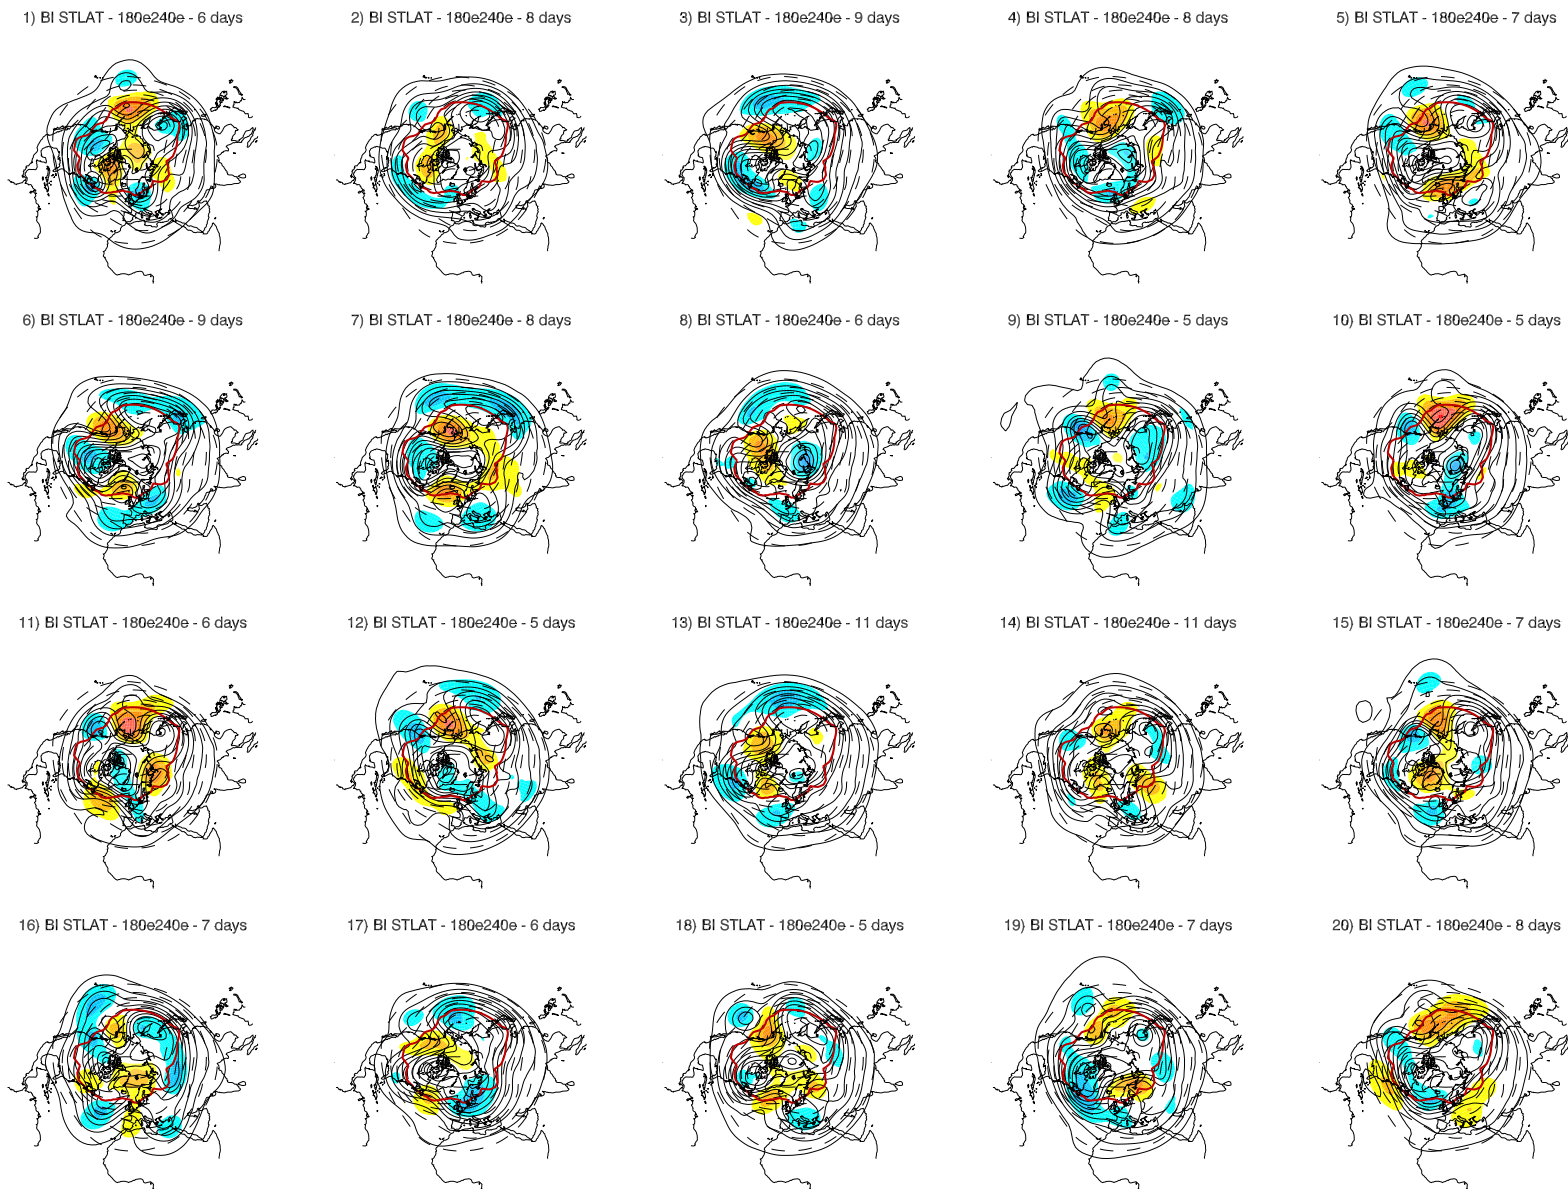 1) BI STLAT - 180e240e - 6 days
2) BI STLAT - 180e240e - 8 days
3) BI STLAT - 180e240e - 9 days
4) BI STLAT - 180e240e - 8 days
5) BI STLAT - 180e240e - 7 days
6) BI STLAT - 180e240e - 9 days
7) BI STLAT - 180e240e - 8 days
8) BI STLAT - 180e240e - 6 days
9) BI STLAT - 180e240e - 5 days
10) BI STLAT - 180e240e - 5 days
11) BI STLAT - 180e240e - 6 days
12) BI STLAT - 180e240e - 5 days
13) BI STLAT - 180e240e - 11 days
14) BI STLAT - 180e240e - 11 days
15) BI STLAT - 180e240e - 7 days
16) BI STLAT - 180e240e - 7 days
17) BI STLAT - 180e240e - 6 days
18) BI STLAT - 180e240e - 5 days
19) BI STLAT - 180e240e - 7 days
20) BI STLAT - 180e240e - 8 days